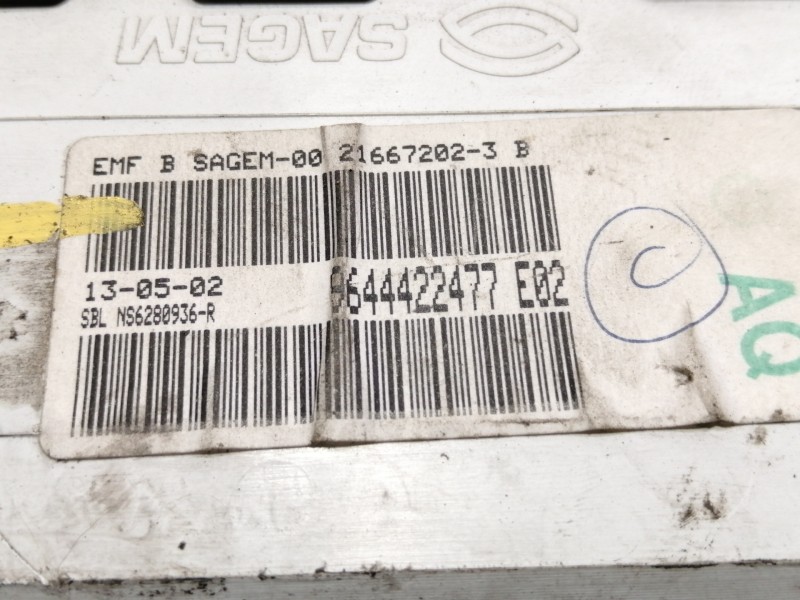 SAGEM
EMF B SAGEM-00 21667202-3 B
13-05-02
9644422477 E02
SBL NS6280936-R
AQ